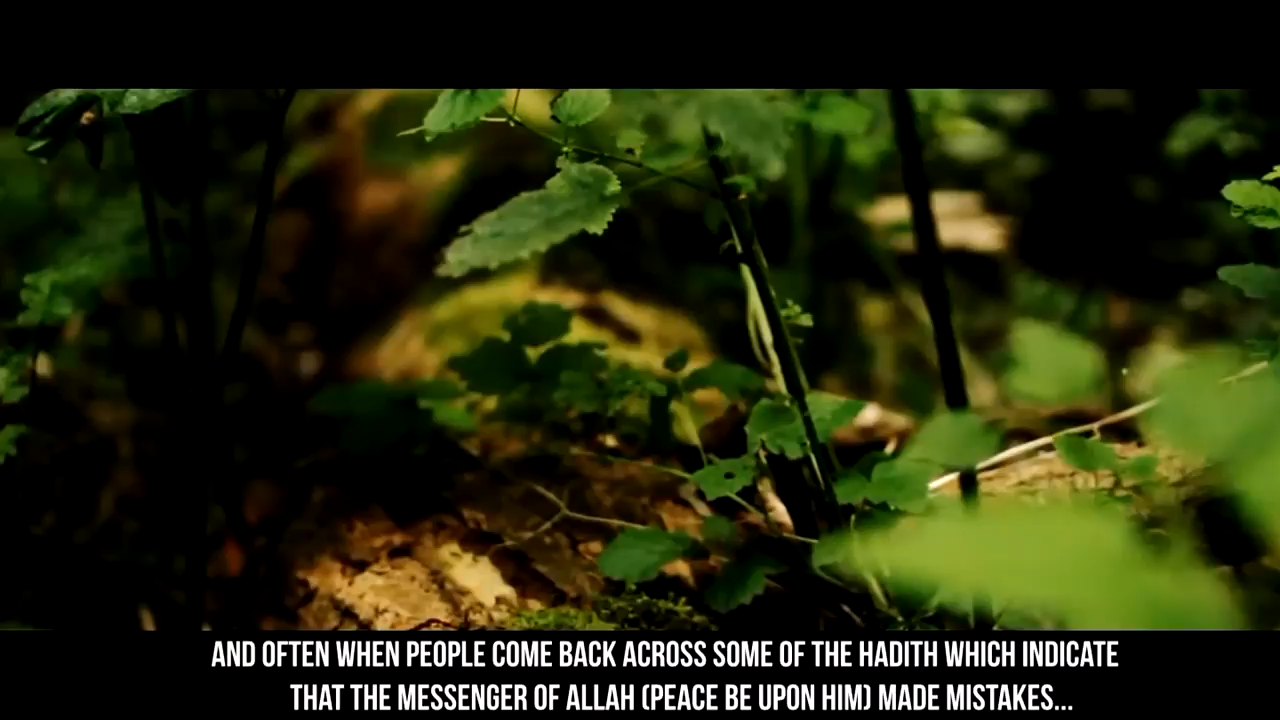 AND OFTEN WHEN PEOPLE COME BACK ACROSS SOME OF THE HADITH WHICH INDICATE
THAT THE MESSENGER OF ALLAH (PEACE BE UPON HIM) MADE MISTAKES...